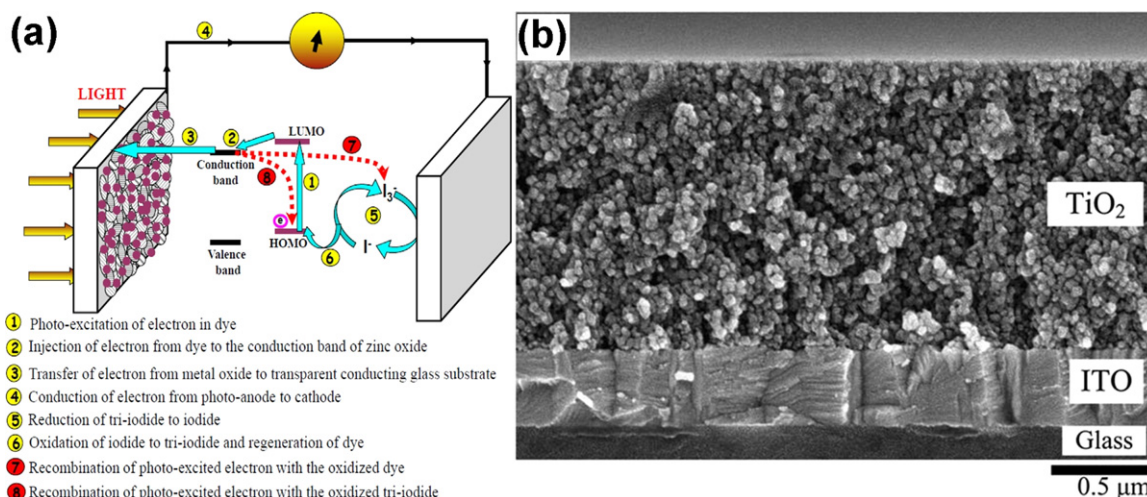 (a)
4
LIGHT
3
2
LUMO
7
Conduction
band
8
1
I3-
5
e
HOMO
I-
6
Valence
band
1 Photo-excitation of electron in dye
2 Injection of electron from dye to the conduction band of zinc oxide
3 Transfer of electron from metal oxide to transparent conducting glass substrate
4 Conduction of electron from photo-anode to cathode
5 Reduction of tri-iodide to iodide
6 Oxidation of iodide to tri-iodide and regeneration of dye
7 Recombination of photo-excited electron with the oxidized dye
8 Recombination of photo-excited electron with the oxidized tri-iodide
(b)
TiO2
ITO
Glass
0.5 μm